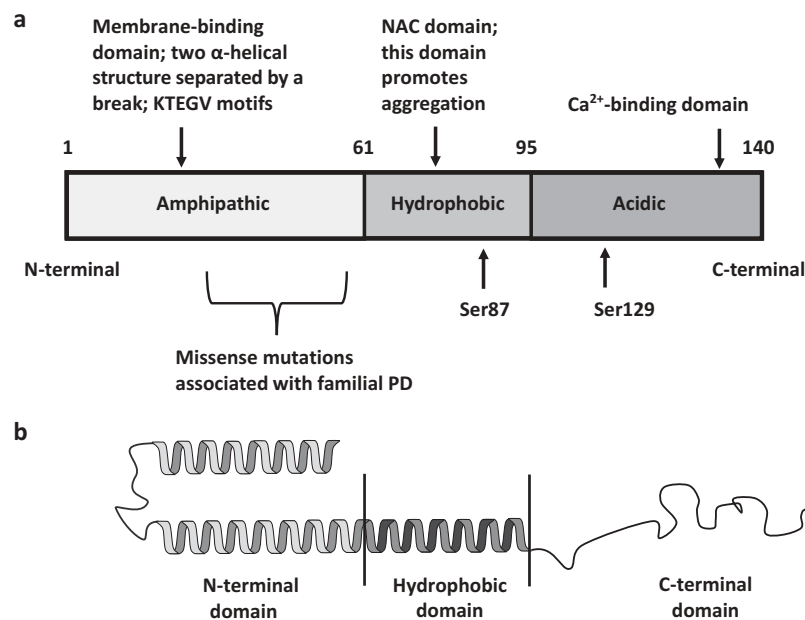 a
Membrane-binding
domain; two α-helical
structure separated by a
break; KTEGV motifs
NAC domain;
this domain
promotes
aggregation
Ca²⁺-binding domain
1
61
95
140
Amphipathic
Hydrophobic
Acidic
N-terminal
C-terminal
Ser87
Ser129
Missense mutations
associated with familial PD
b
N-terminal
domain
Hydrophobic
domain
C-terminal
domain